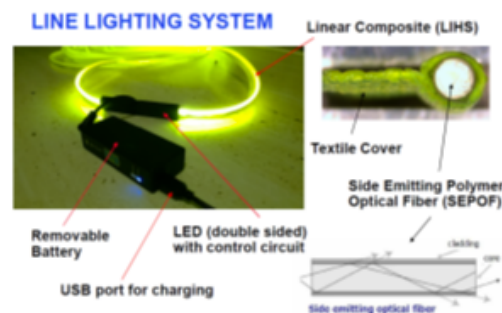 LINE LIGHTING SYSTEM
Linear Composite (LIHS)
Textile Cover
Side Emitting Polymer
Optical Fiber (SEPOF)
Removable
Battery
LED (double sided)
with control circuit
USB port for charging
cladding
core
Side emitting optical fiber